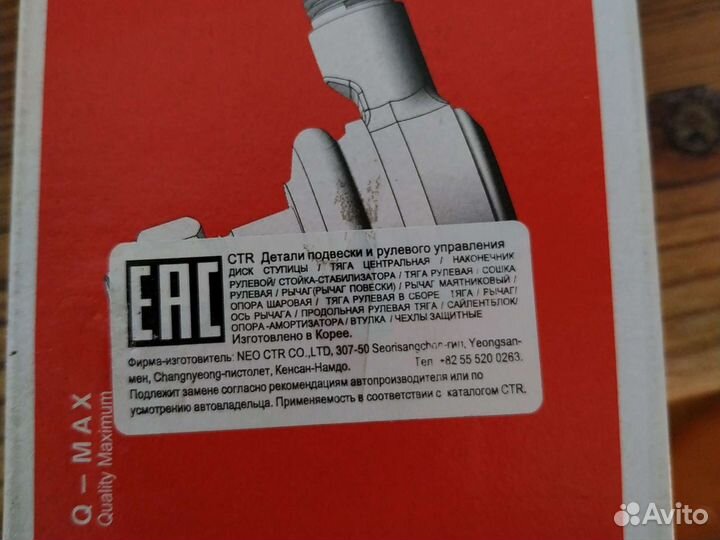 EAC
CTR Детали подвески и рулевого управления
ДИСК СТУПИЦЫ / ТЯГА ЦЕНТРАЛЬНАЯ / НАКОНЕЧНИК
РУЛЕВОЙ/ СТОЙКА-СТАБИЛИЗАТОРА / ТЯГА РУЛЕВАЯ / СОШКА
РУЛЕВАЯ / РЫЧАГ(РЫЧАГ ПОВЕСКИ) / РЫЧАГ МАЯТНИКОВЫЙ /
ОПОРА ШАРОВАЯ / ТЯГА РУЛЕВАЯ В СБОРЕ ТЯГА / РЫЧАГ/
ОСЬ РЫЧАГА / ПРОДОЛЬНАЯ РУЛЕВАЯ ТЯГА / САЙЛЕНТБЛОК/
ОПОРА-АМОРТИЗАТОРА / ВТУЛКА / ЧЕХЛЫ ЗАЩИТНЫЕ
Изготовлено в Корее.
Фирма-изготовитель: NEO CTR CO.,LTD, 307-50 Seorisangchon-гил, Yeongsan-
мен, Changnyeong-пистолет, Кенсан-Намдо. Тел +82 55 520 0263.
Подлежит замене согласно рекомендациям автопроизводителя или по
усмотрению автовладельца. Применяемость в соответствии с каталогом CTR.
Q – MAX
Quality Maximum
Avito